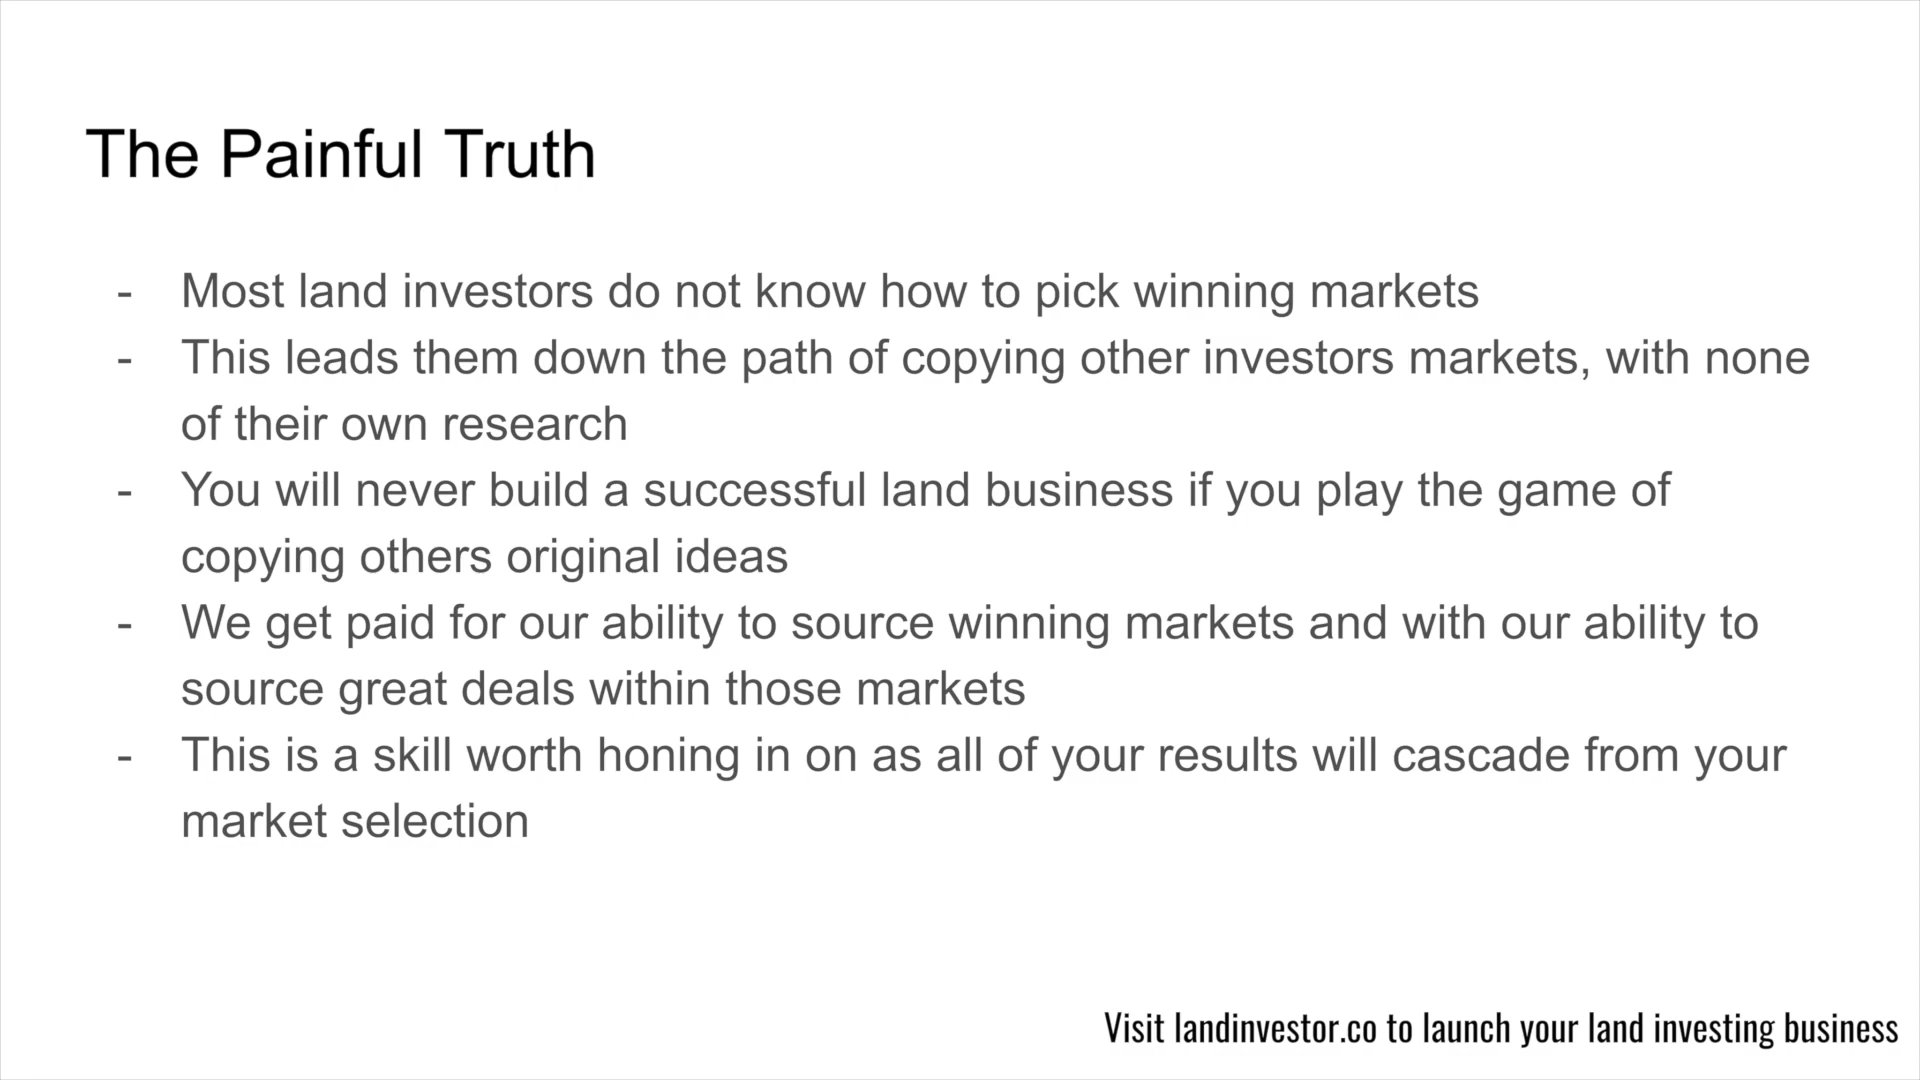 The Painful Truth
- Most land investors do not know how to pick winning markets
- This leads them down the path of copying other investors markets, with none
of their own research
- You will never build a successful land business if you play the game of
copying others original ideas
- We get paid for our ability to source winning markets and with our ability to
source great deals within those markets
- This is a skill worth honing in on as all of your results will cascade from your
market selection
Visit landinvestor.co to launch your land investing business